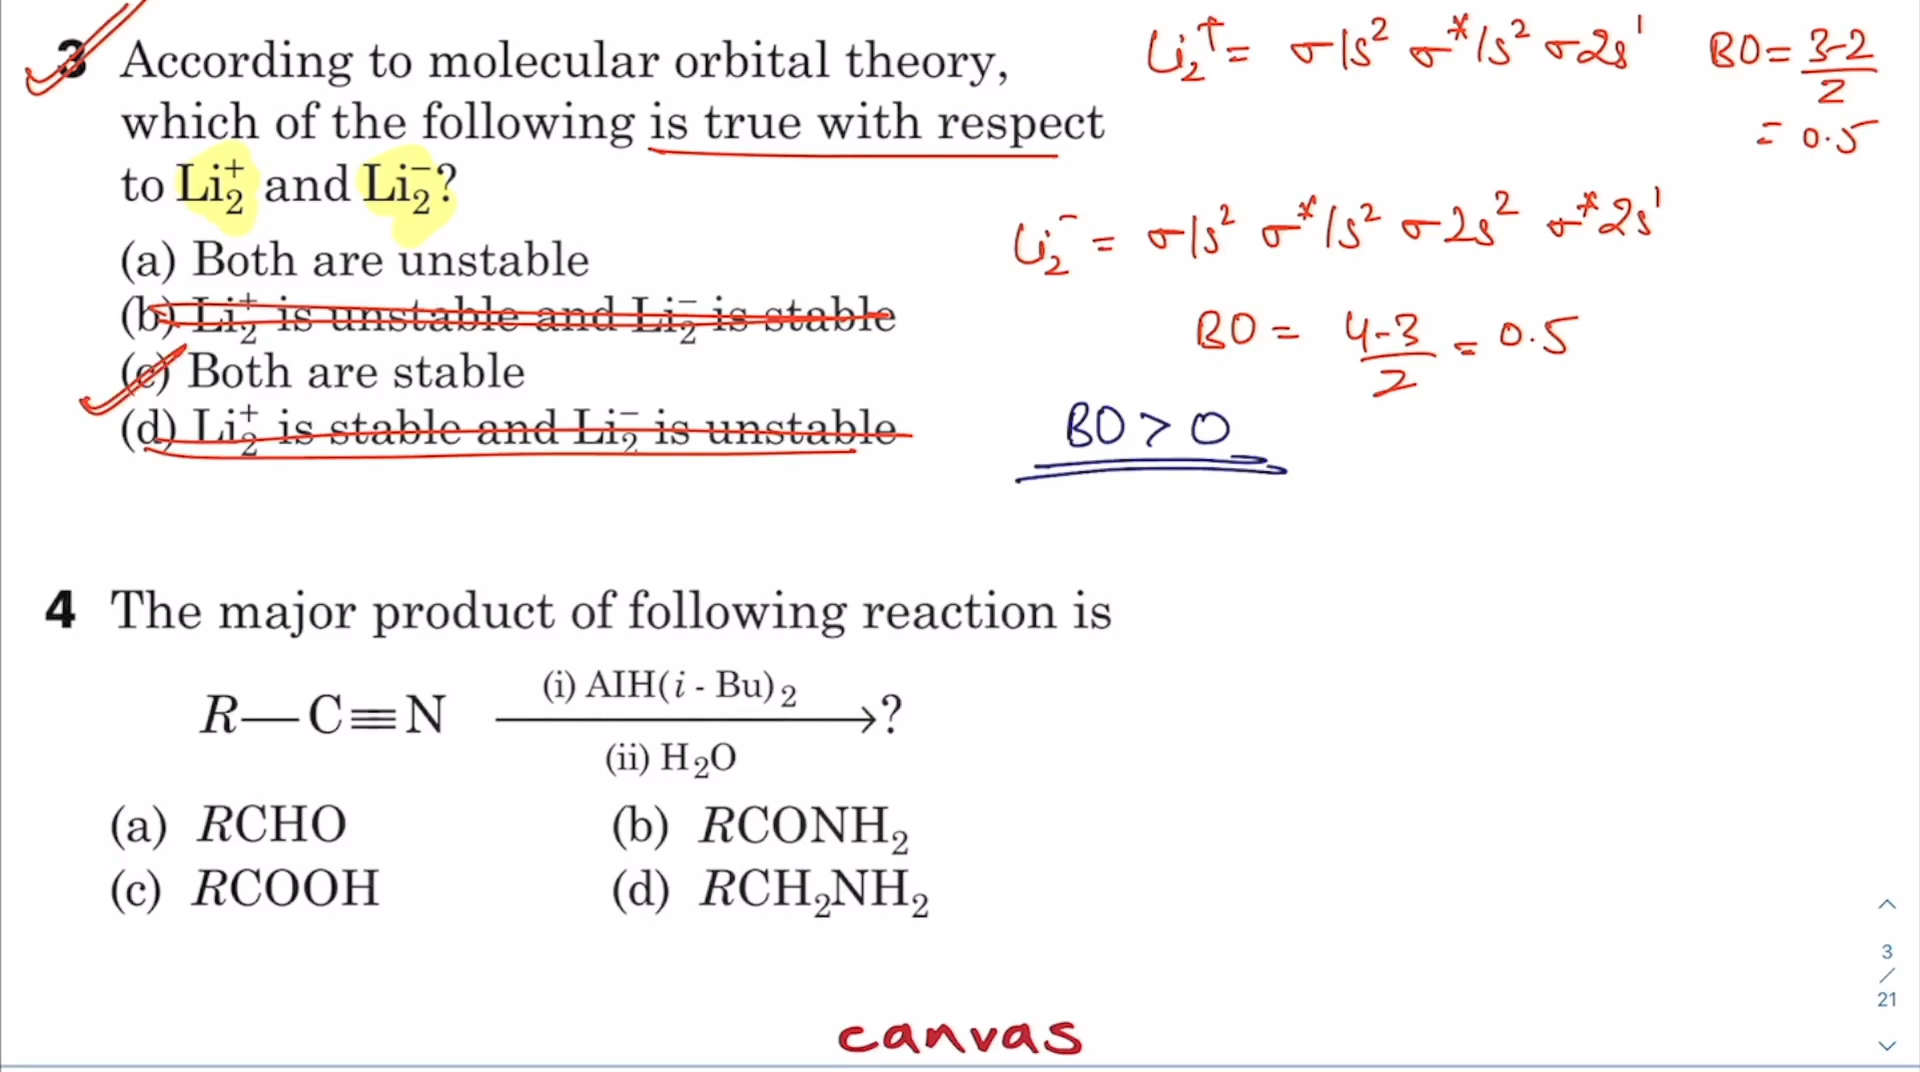 3 According to molecular orbital theory,
which of the following is true with respect
to Li₂⁺ and Li₂⁻?
(a) Both are unstable
(b) Li₂⁺ is unstable and Li₂⁻ is stable
(c) Both are stable
(d) Li₂⁺ is stable and Li₂⁻ is unstable
Li₂⁺ = σ1s² σ*1s² σ2s¹ BO = 3-2/2
= 0.5
Li₂⁻ = σ1s² σ*1s² σ2s² σ*2s¹
BO = 4-3/2 = 0.5
BO > 0
4 The major product of following reaction is
(i) AIH(i - Bu)₂
R—C≡N ⟶?
(ii) H₂O
(a) RCHO (b) RCONH₂
(c) RCOOH (d) RCH₂NH₂
3
/
21
canvas